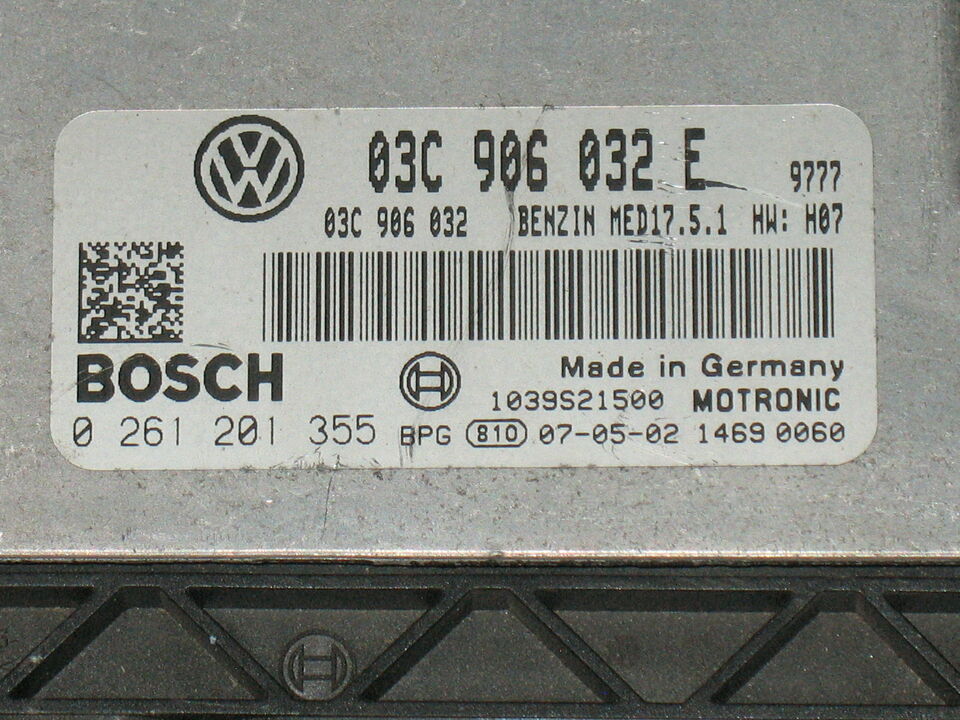 03C 906 032 E 9777
03C 906 032 BENZIN MED17.5.1 HW: H07
BOSCH Made in Germany
1039S21500 MOTRONIC
0 261 201 355 BPG 810 07-05-02 1469 0060